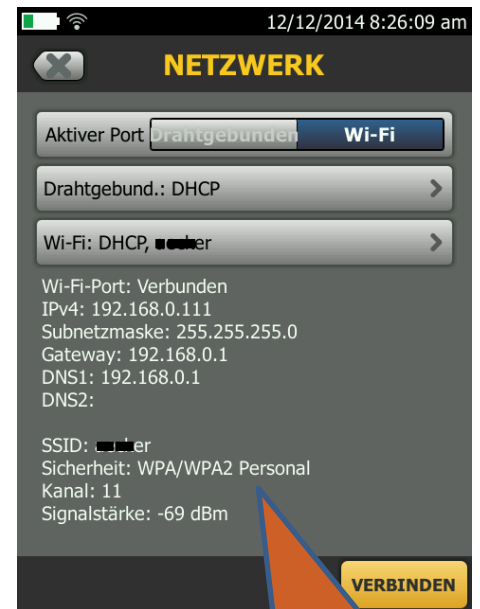 12/12/2014 8:26:09 am
NETZWERK
Aktiver Port Drahtgebunden Wi-Fi
Drahtgebund.: DHCP
Wi-Fi: DHCP, er
Wi-Fi-Port: Verbunden
IPv4: 192.168.0.111
Subnetzmaske: 255.255.255.0
Gateway: 192.168.0.1
DNS1: 192.168.0.1
DNS2:
SSID: er
Sicherheit: WPA/WPA2 Personal
Kanal: 11
Signalstärke: -69 dBm
VERBINDEN